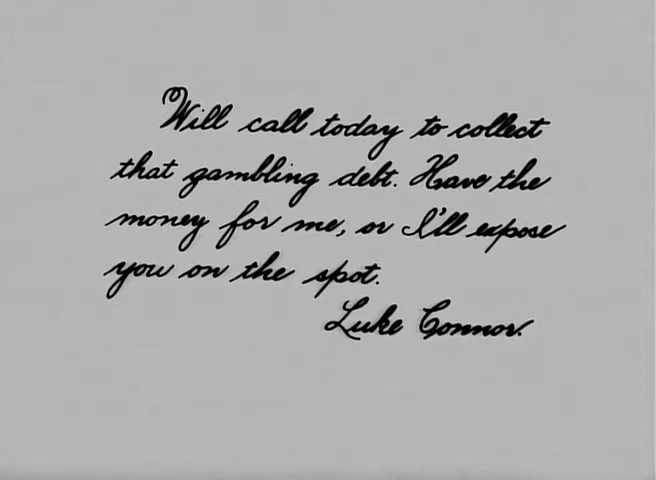 Will call today to collect
that gambling debt. Have the
money for me, or I'll expose
you on the spot.
Luke Connor.